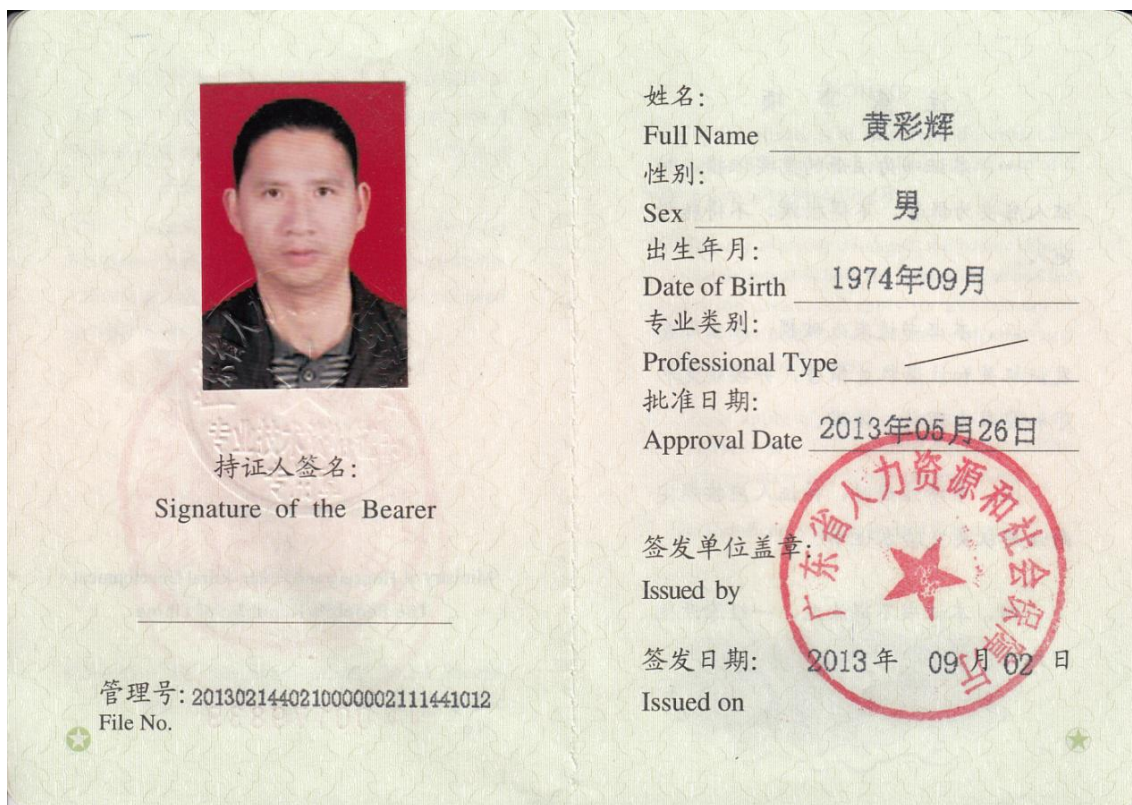 持证人签名:
Signature of the Bearer
管理号: 2013021440210000002111441012
File No.
姓名:
Full Name 黄彩辉
性别:
Sex 男
出生年月:
Date of Birth 1974年09月
专业类别:
Professional Type
批准日期:
Approval Date 2013年05月26日
签发单位盖章:
Issued by
广东省人力资源和社会保障厅
签发日期: 2013年 09月 02 日
Issued on